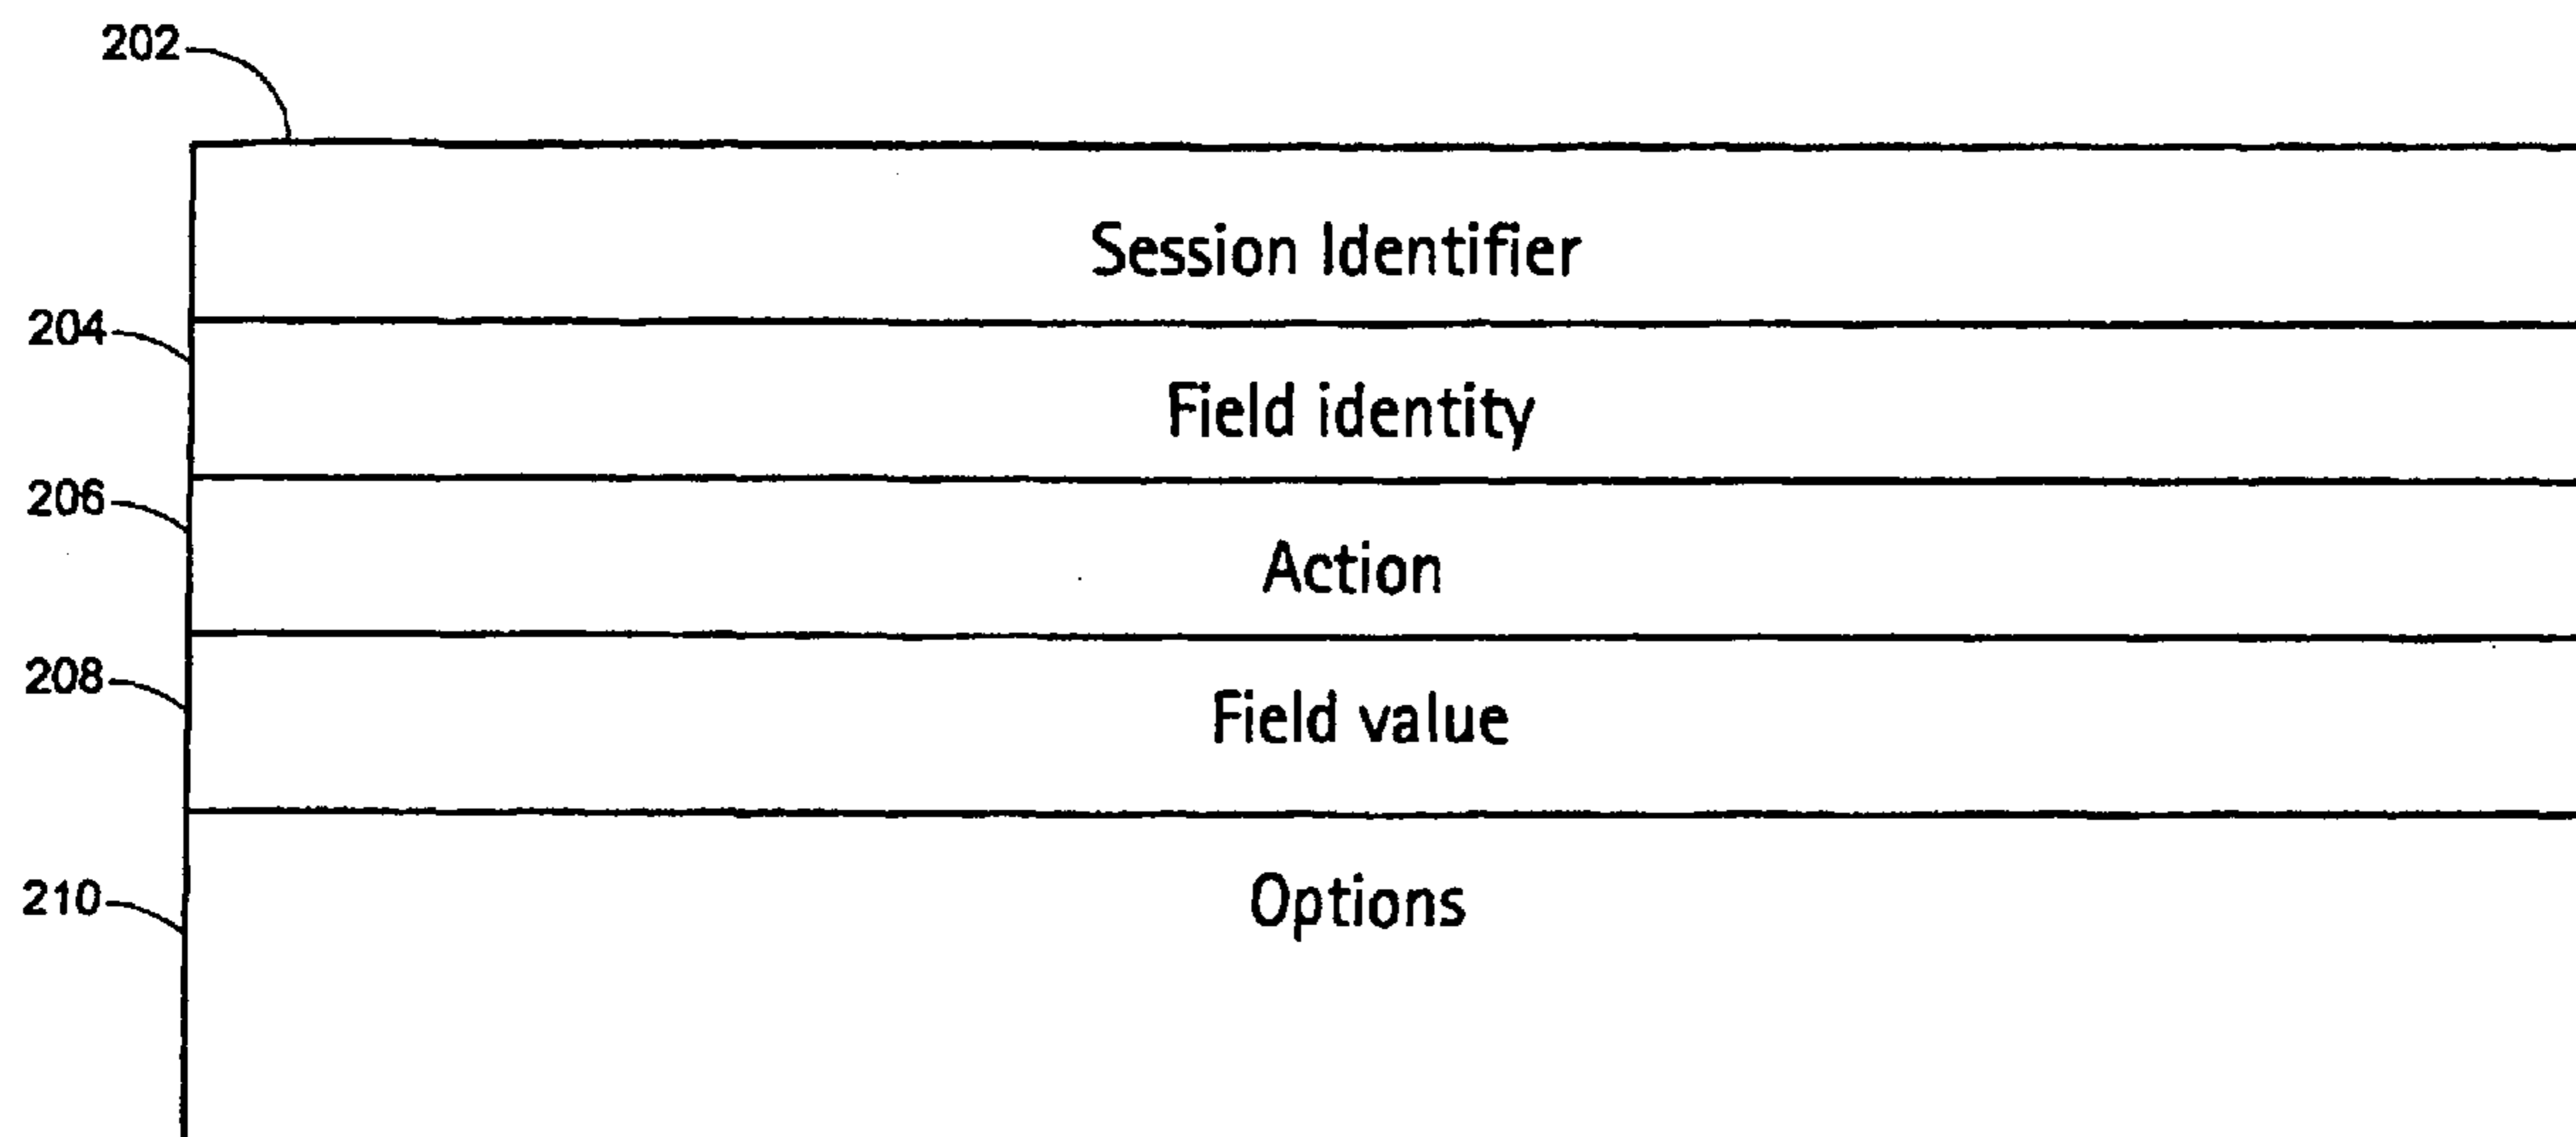 202
Session Identifier
204
Field identity
206
Action
208
Field value
210
Options